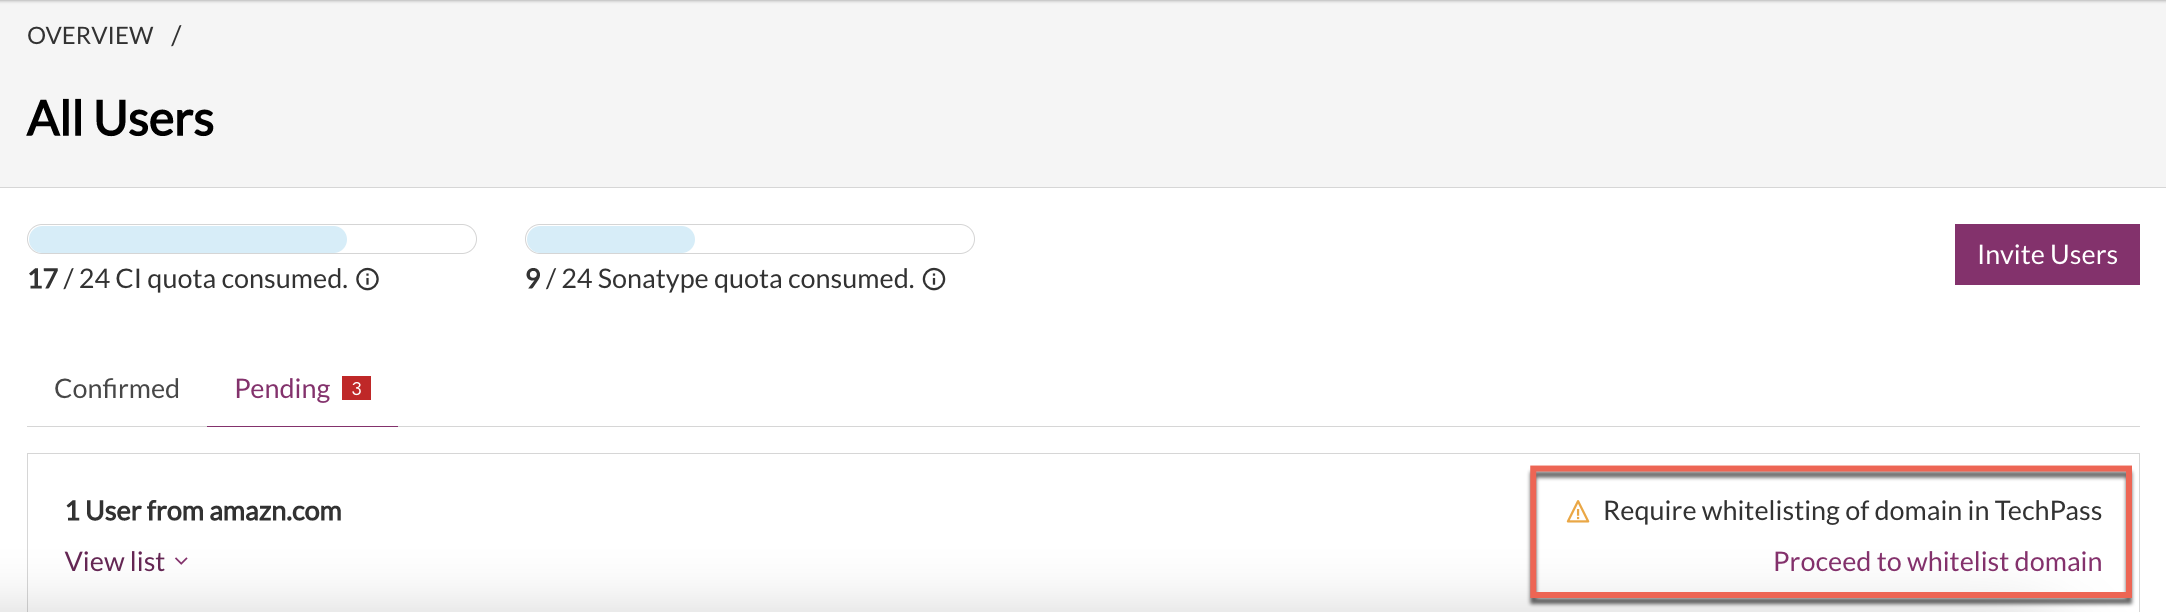 OVERVIEW /
All Users
17 / 24 CI quota consumed.
9 / 24 Sonatype quota consumed.
Invite Users
Confirmed
Pending 3
1 User from amazn.com
View list
Require whitelisting of domain in TechPass
Proceed to whitelist domain